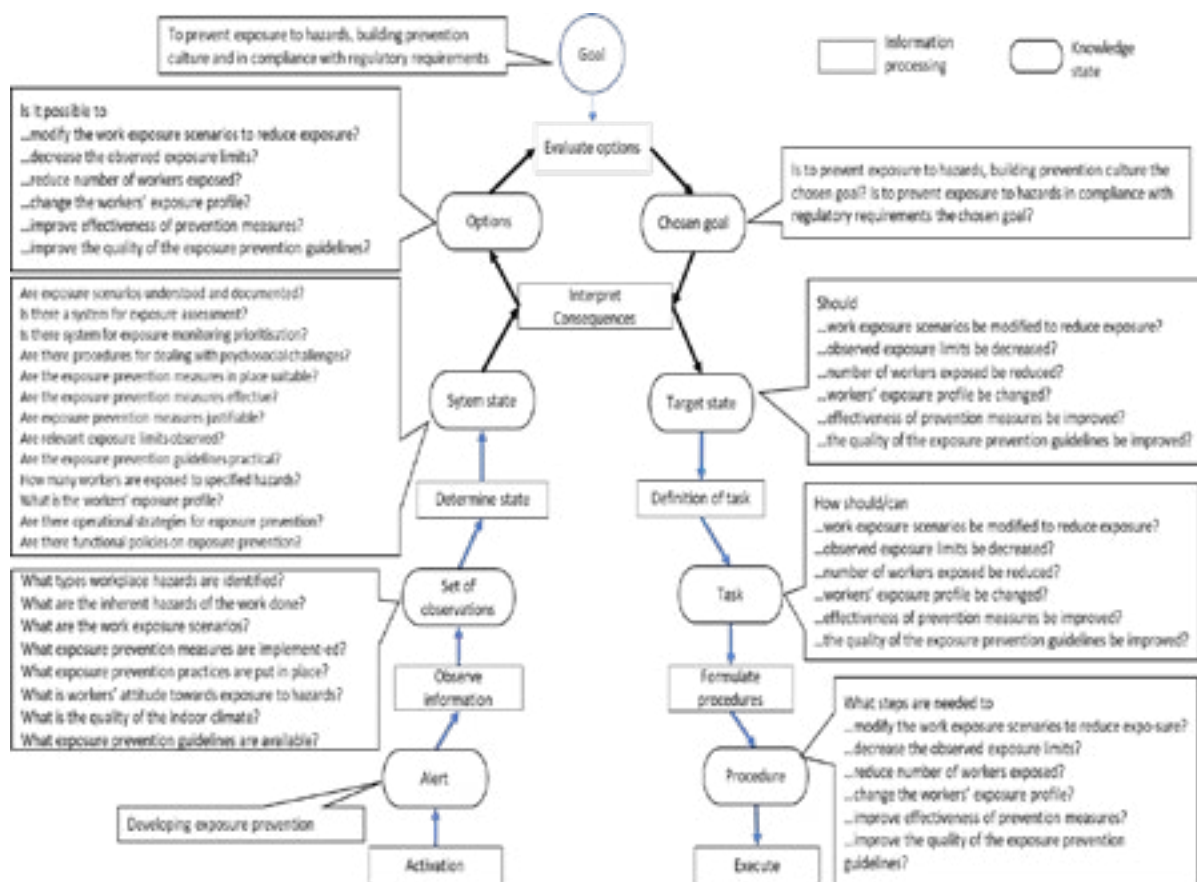 To prevent exposure to hazards, building prevention
culture and in compliance with regulatory requirements
Goal
Information
processing
Knowledge
state
Is it possible to
...modify the work exposure scenarios to reduce exposure?
...decrease the observed exposure limits?
...reduce number of workers exposed?
...change the workers' exposure profile?
...improve effectiveness of prevention measures?
...improve the quality of the exposure prevention guidelines?
Evaluate options
Options
Chosen goal
Is to prevent exposure to hazards, building prevention culture the
chosen goal? Is to prevent exposure to hazards in compliance with
regulatory requirements the chosen goal?
Interpret
Consequences
Are exposure scenarios understood and documented?
Is there a system for exposure assessment?
Is there system for exposure monitoring prioritisation?
Are there procedures for dealing with psychosocial challenges?
Are the exposure prevention measures in place suitable?
Are the exposure prevention measures effective?
Are exposure prevention measures justifiable?
Are relevant exposure limits observed?
Are the exposure prevention guidelines practical?
How many workers are exposed to specified hazards?
What is the workers' exposure profile?
Are there operational strategies for exposure prevention?
Are there functional policies on exposure prevention?
Sytem state
Target state
Should
...work exposure scenarios be modified to reduce exposure?
...observed exposure limits be decreased?
...number of workers exposed be reduced?
...workers' exposure profile be changed?
...effectiveness of prevention measures be improved?
...the quality of the exposure prevention guidelines be improved?
Determine state
Definition of task
How should/can
...work exposure scenarios be modified to reduce exposure?
...observed exposure limits be decreased?
...number of workers exposed be reduced?
...workers' exposure profile be changed?
...effectiveness of prevention measures be improved?
...the quality of the exposure prevention guidelines be improved?
What types workplace hazards are identified?
What are the inherent hazards of the work done?
What are the work exposure scenarios?
What exposure prevention measures are implement-ed?
What exposure prevention practices are put in place?
What is workers' attitude towards exposure to hazards?
What is the quality of the indoor climate?
What exposure prevention guidelines are available?
Set of
observations
Task
Observe
information
Formulate
procedures
What steps are needed to
...modify the work exposure scenarios to reduce expo-sure?
...decrease the observed exposure limits?
...reduce number of workers exposed?
...change the workers' exposure profile?
...improve effectiveness of prevention measures?
...improve the quality of the exposure prevention
guidelines?
Alert
Procedure
Developing exposure prevention
Activation
Execute